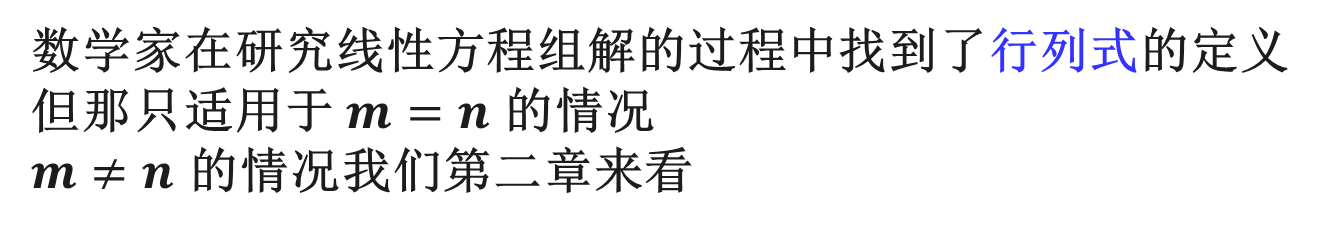 数学家在研究线性方程组解的过程中找到了行列式的定义
但那只适用于 m = n 的情况
m ≠ n 的情况我们第二章来看